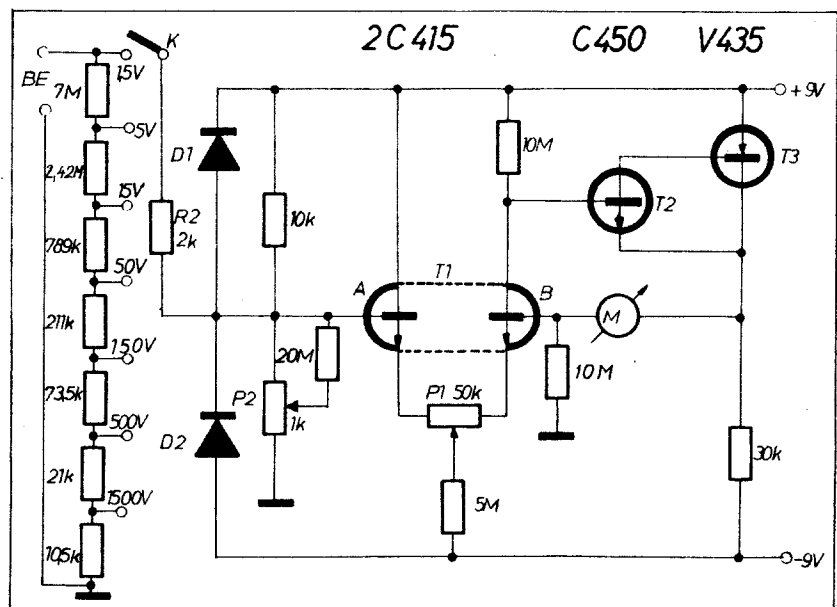 2C415 C450 V435
BE
K
1,5V
7M
5V
2,42M
15V
789k
50V
211k
150V
73,5k
500V
21k
1500V
10,5k
R2
2k
D1
D2
10k
20M
P2
1k
A
T1
B
P1 50k
5M
10M
10M
M
T2
T3
30k
+9V
-9V